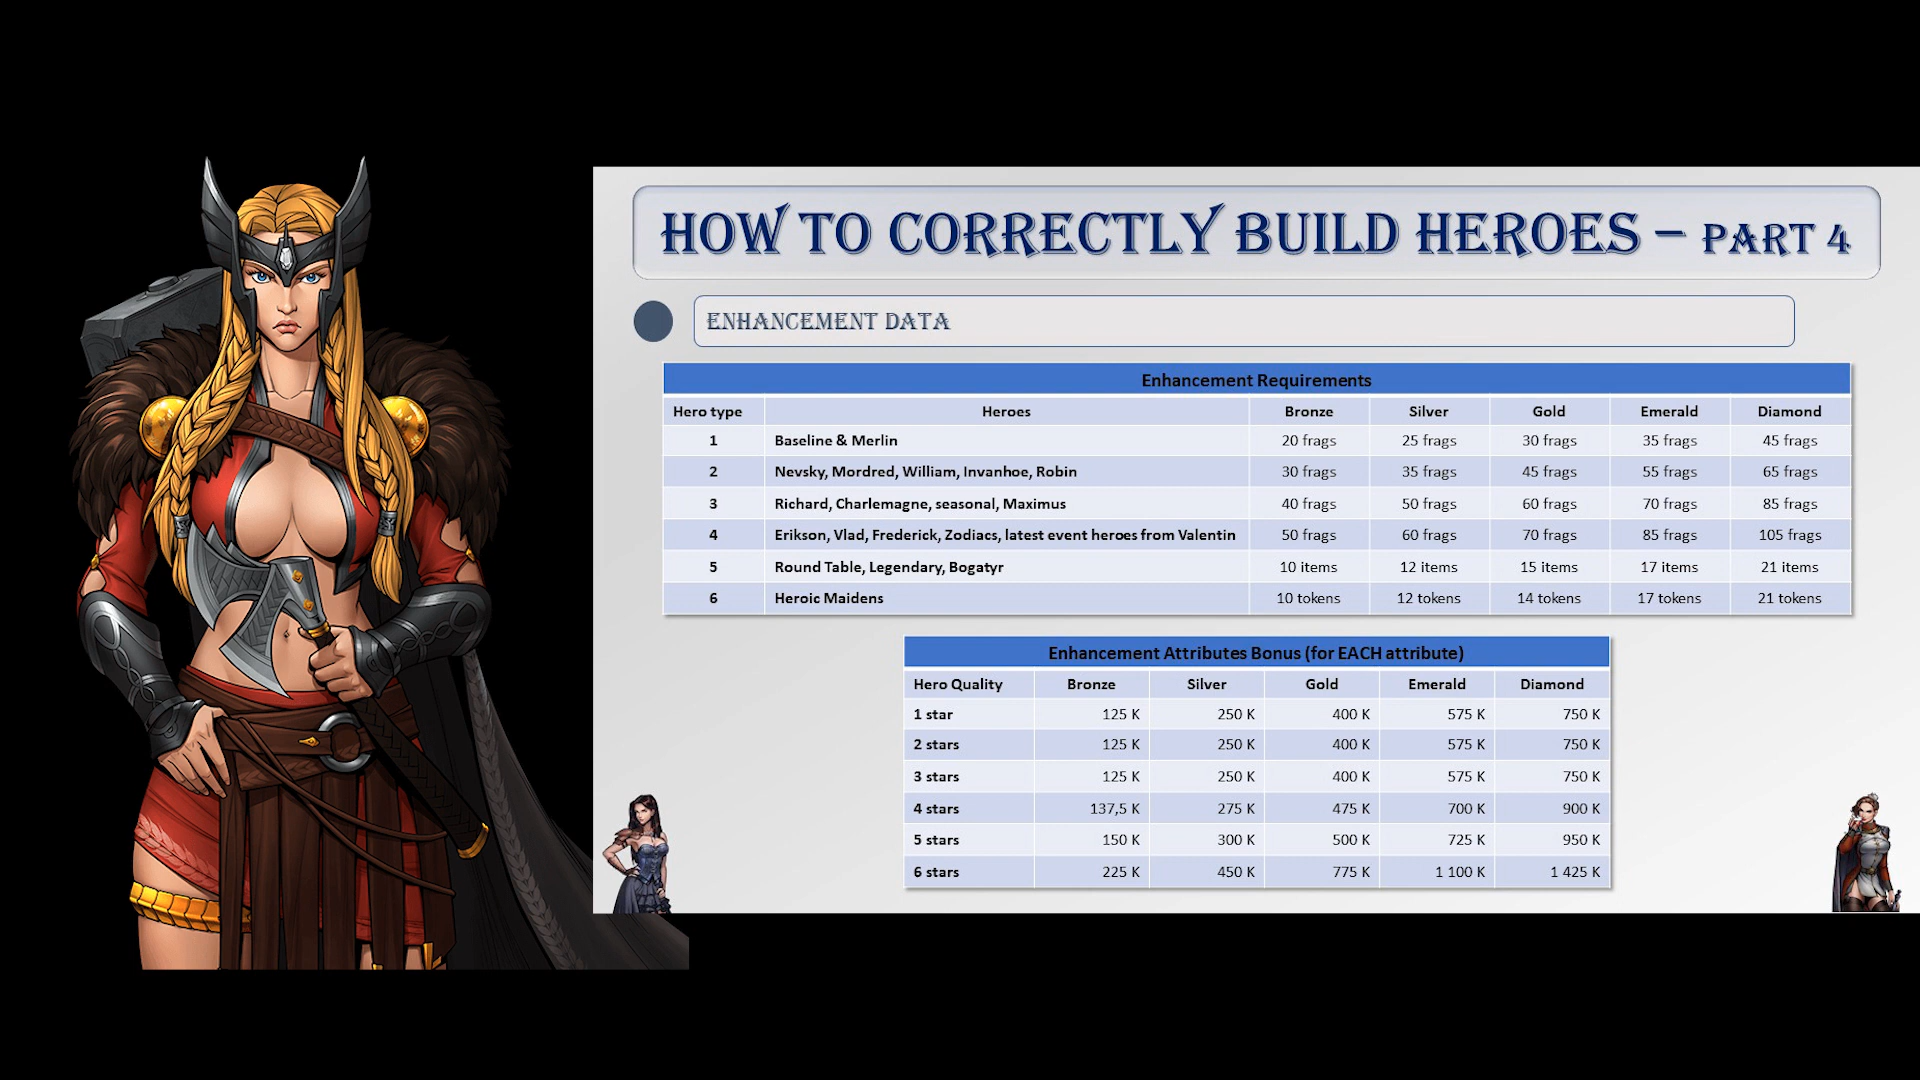 HOW TO CORRECTLY BUILD HEROES – PART 4
ENHANCEMENT DATA
Enhancement Requirements
Hero type Heroes Bronze Silver Gold Emerald Diamond
1 Baseline & Merlin 20 frags 25 frags 30 frags 35 frags 45 frags
2 Nevsky, Mordred, William, Invanhoe, Robin 30 frags 35 frags 45 frags 55 frags 65 frags
3 Richard, Charlemagne, seasonal, Maximus 40 frags 50 frags 60 frags 70 frags 85 frags
4 Erikson, Vlad, Frederick, Zodiacs, latest event heroes from Valentin 50 frags 60 frags 70 frags 85 frags 105 frags
5 Round Table, Legendary, Bogatyr 10 items 12 items 15 items 17 items 21 items
6 Heroic Maidens 10 tokens 12 tokens 14 tokens 17 tokens 21 tokens
Enhancement Attributes Bonus (for EACH attribute)
Hero Quality Bronze Silver Gold Emerald Diamond
1 star 125 K 250 K 400 K 575 K 750 K
2 stars 125 K 250 K 400 K 575 K 750 K
3 stars 125 K 250 K 400 K 575 K 750 K
4 stars 137,5 K 275 K 475 K 700 K 900 K
5 stars 150 K 300 K 500 K 725 K 950 K
6 stars 225 K 450 K 775 K 1 100 K 1 425 K